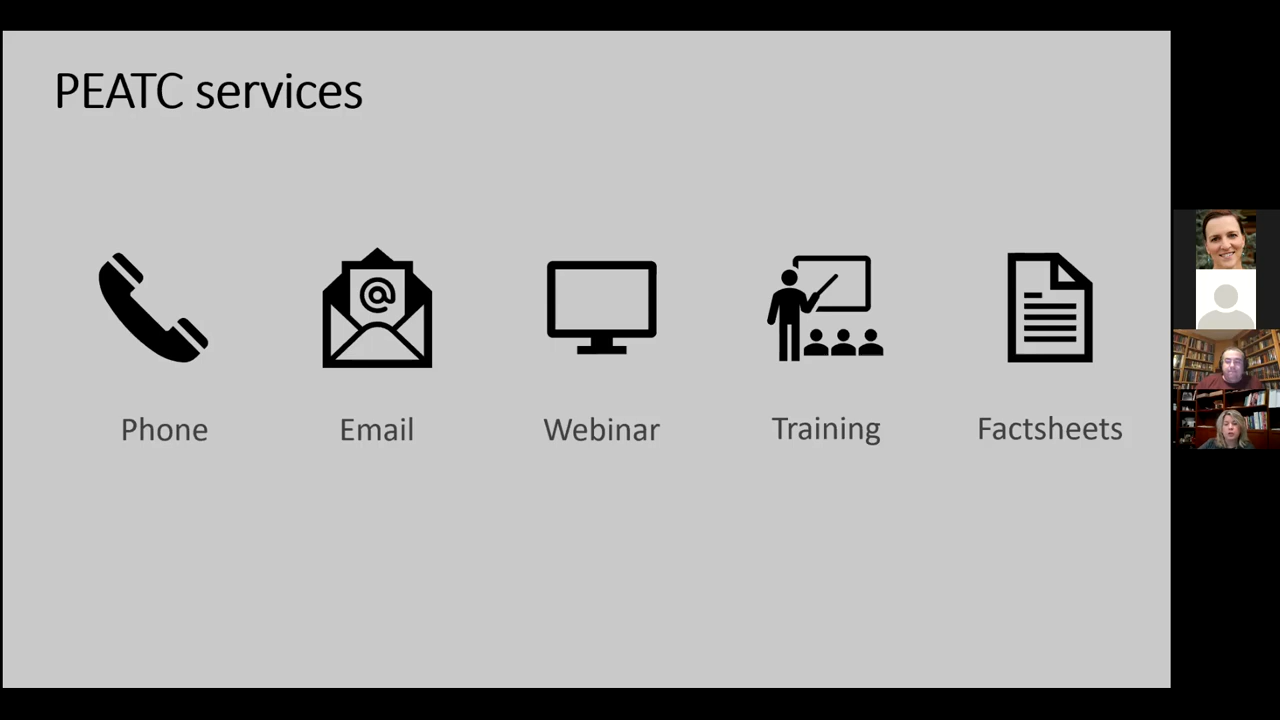 PEATC services
@
Phone
Email
Webinar
Training
Factsheets